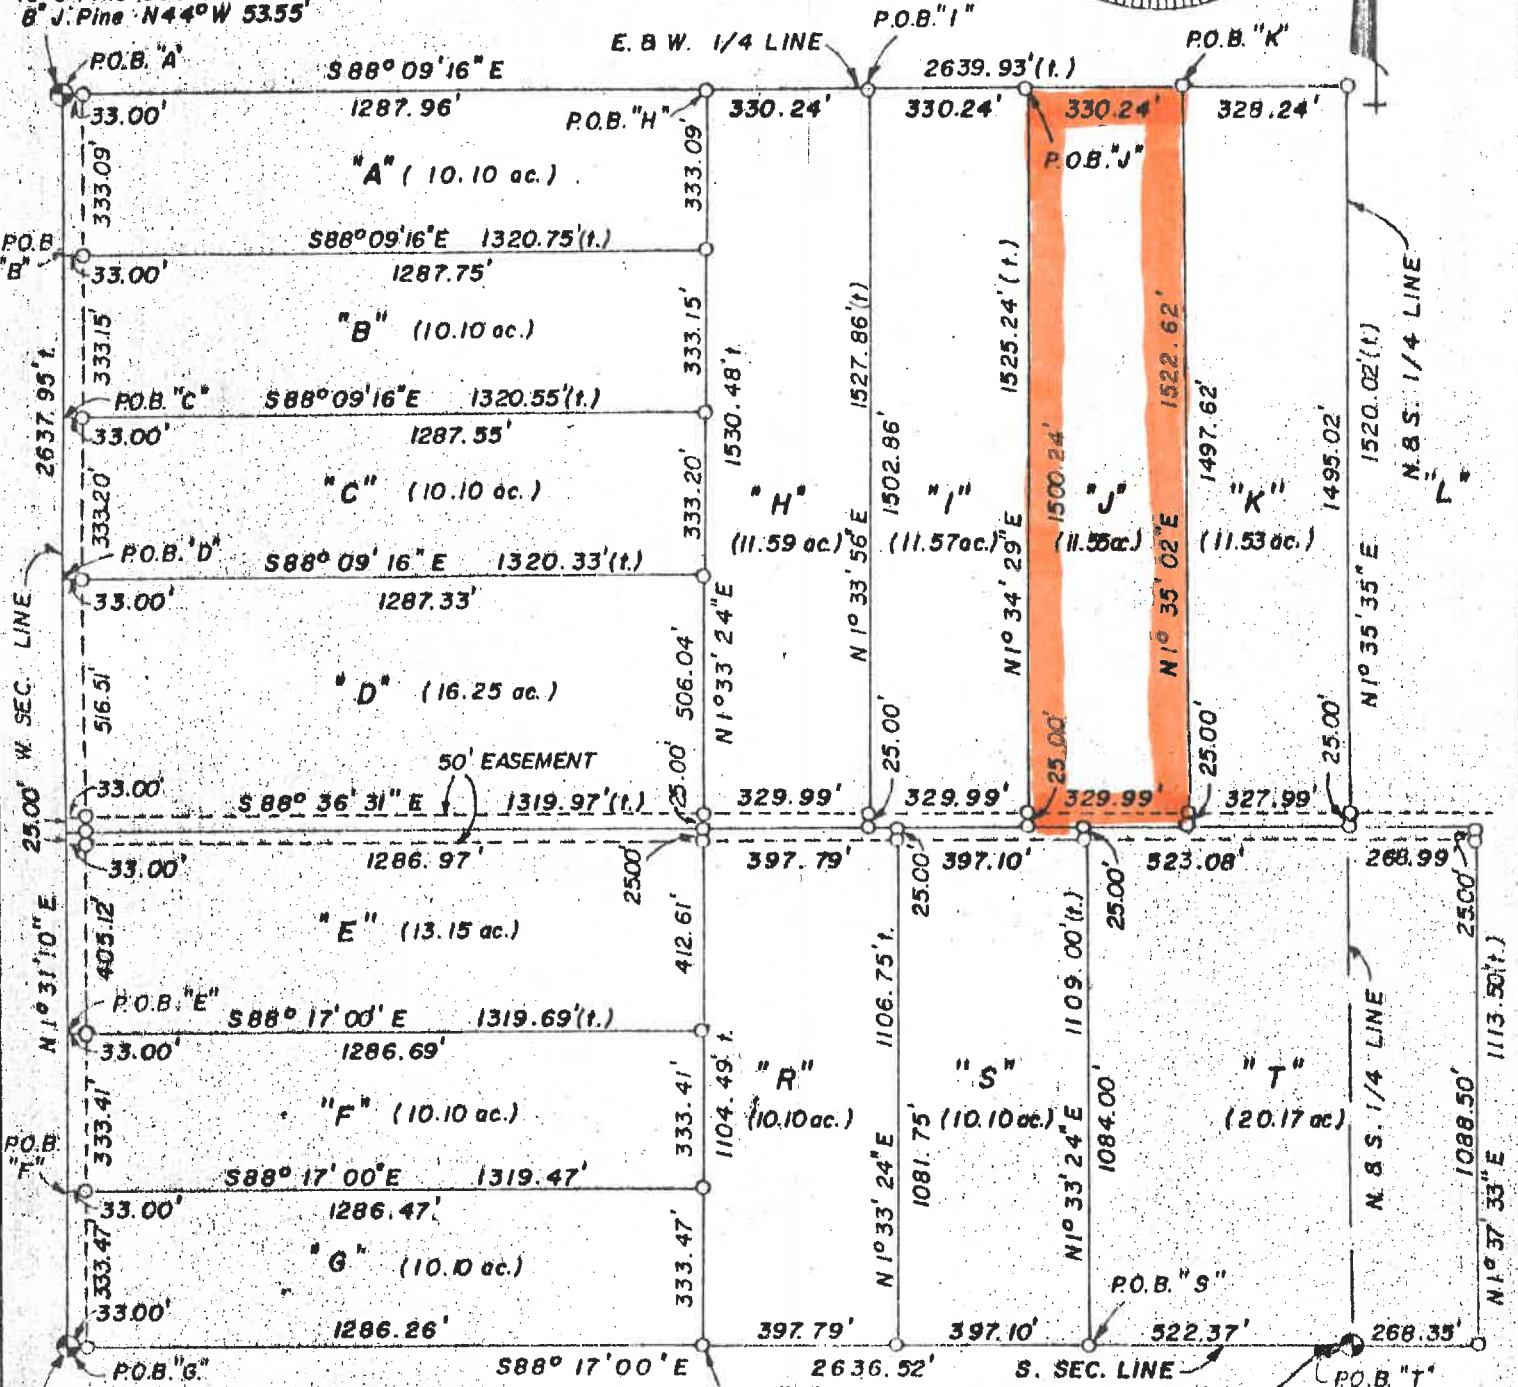 8" J. Pine N44°W 53.55'
P.O.B. "A"
S88°09'16"E
E. & W. 1/4 LINE
P.O.B. "I"
2639.93'(t.)
P.O.B. "K"
33.00'
1287.96'
P.O.B. "H"
330.24'
330.24'
330.24'
328.24'
P.O.B. "J"
333.09'
"A" (10.10 ac.)
333.09
P.O.B "B"
S88°09'16"E 1320.75'(t.)
33.00'
1287.75'
333.15'
"B" (10.10 ac.)
333.15'
2637.95't.
P.O.B. "C"
S88°09'16"E 1320.55'(t.)
33.00'
1287.55'
333.20'
"C" (10.10 ac.)
333.20'
P.O.B. "D"
S88°09'16"E 1320.33'(t.)
33.00'
1287.33'
W. SEC. LINE
516.51'
"D" (16.25 ac.)
506.04'
1530.48't.
N1°33'24"E
"H"
(11.59 ac.)
1527.86'(t)
1502.86'
N1°33'56"E
"I"
(11.57ac.)
1525.24'(t.)
1500.24'
N1°34'29"E
"J"
(11.55ac.)
1522.62'
1497.62'
N1°35'02"E
"K"
(11.53 ac.)
1495.02'
1520.02'(t)
N1°35'35"E
N. & S. 1/4 LINE
"L"
50' EASEMENT
33.00'
S88°36'31"E 1319.97'(t.)
25.00'
25.00'
329.99'
25.00'
329.99'
25.00'
329.99'
25.00'
327.99'
25.00'
33.00'
1286.97'
25.00'
397.79'
25.00'
397.10'
25.00'
523.08'
268.99'
25.00'
N1°31'10"E
405.12'
"E" (13.15 ac.)
412.61'
P.O.B. "E"
S88°17'00"E 1319.69'(t.)
33.00'
1286.69'
333.41'
"F" (10.10 ac.)
333.41'
1104.49't.
"R"
(10.10ac.)
1106.75't.
1081.75'
N1°33'24"E
"S"
(10.10ac.)
1109.00'(t.)
1084.00'
N1°33'24"E
"T"
(20.17ac)
N. & S. 1/4 LINE
1113.50'(t.)
1088.50'
N1°37'33"E
P.O.B.
S88°17'00"E 1319.47'
33.00'
1286.47'
333.47'
"G" (10.10 ac.)
333.47'
33.00'
1286.26'
P.O.B. "S"
397.79'
397.10'
522.37'
268.35'
P.O.B "G."
S88°17'00'E
2636.52'
S. SEC. LINE
P.O.B. "T"